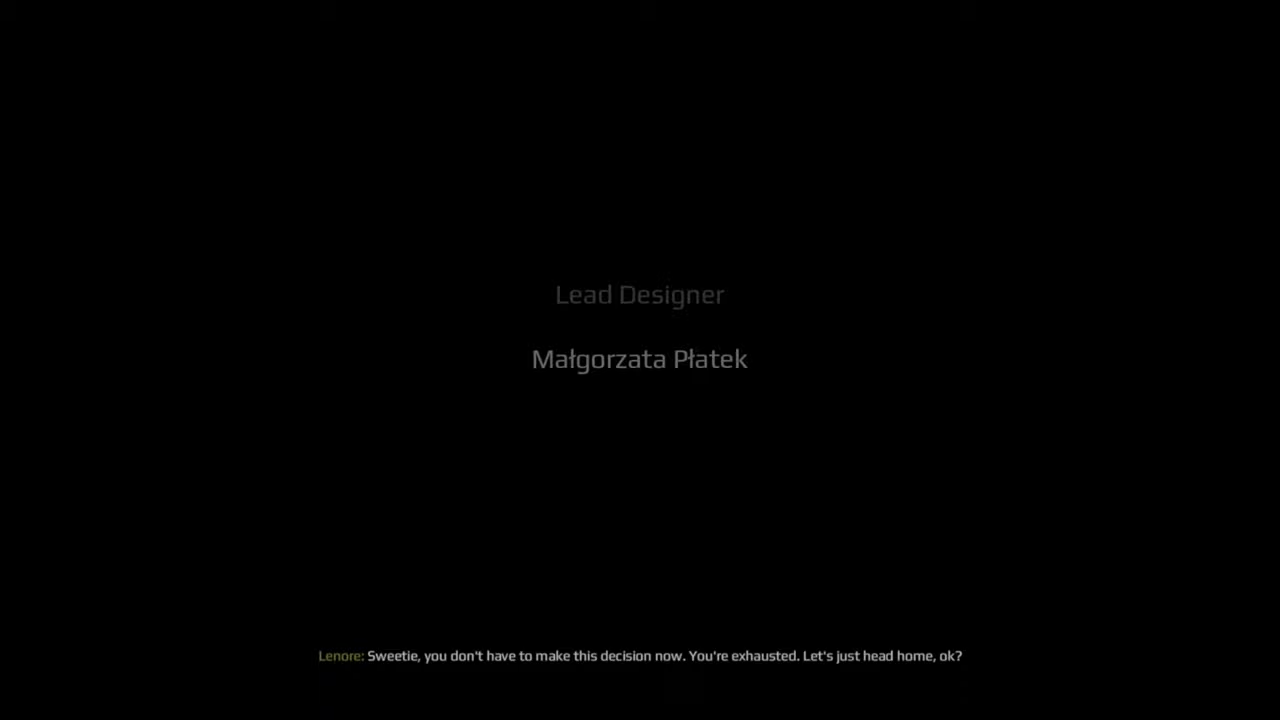 Lead Designer
Małgorzata Płatek
Lenore: Sweetie, you don't have to make this decision now. You're exhausted. Let's just head home, ok?